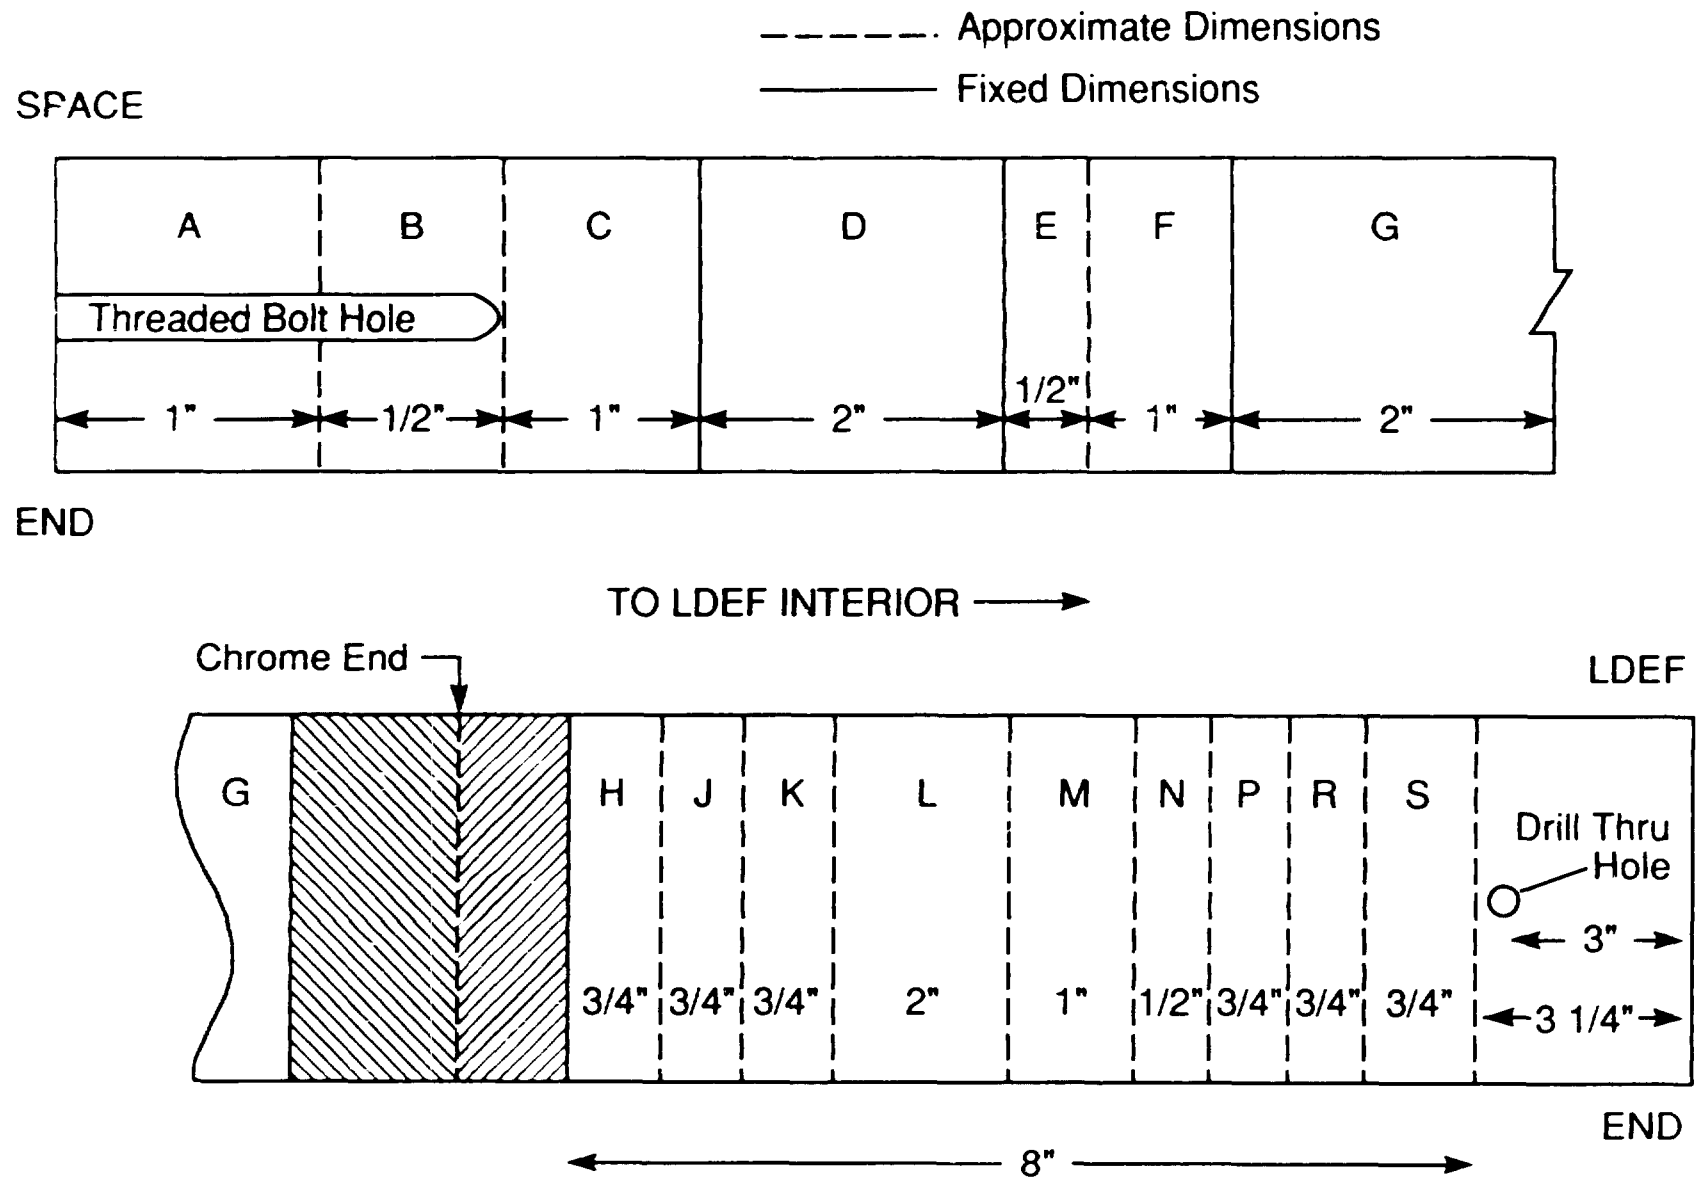 Approximate Dimensions
Fixed Dimensions
SPACE
A B C D E F G
Threaded Bolt Hole
1/2"
1" 1/2" 1" 2" 1" 2"
END
TO LDEF INTERIOR
Chrome End
LDEF
G H J K L M N P R S
Drill Thru
Hole
3"
3/4" 3/4" 3/4" 2" 1" 1/2" 3/4" 3/4" 3/4" 3 1/4"
END
8"